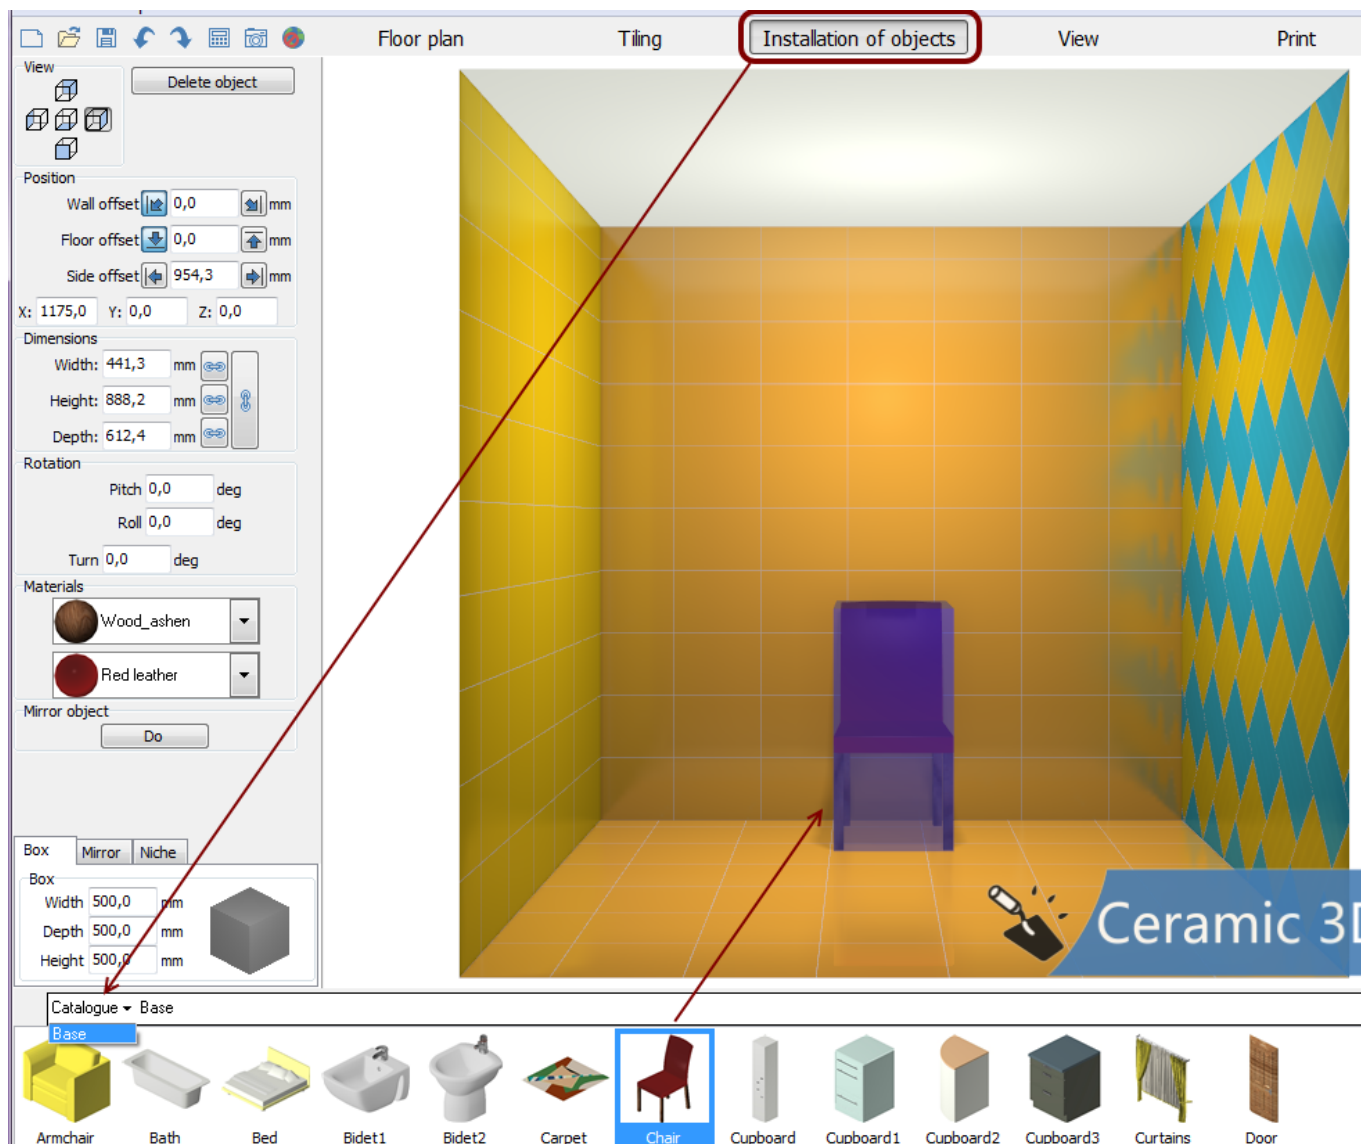 Floor plan Tiling Installation of objects View Print
View
Delete object
Position
Wall offset 0,0 mm
Floor offset 0,0 mm
Side offset 954,3 mm
X: 1175,0 Y: 0,0 Z: 0,0
Dimensions
Width: 441,3 mm
Height: 888,2 mm
Depth: 612,4 mm
Rotation
Pitch 0,0 deg
Roll 0,0 deg
Turn 0,0 deg
Materials
Wood_ashen
Red leather
Mirror object
Do
Box Mirror Niche
Box
Width 500,0 mm
Depth 500,0 mm
Height 500,0 mm
Ceramic 3D
Catalogue Base
Base
Armchair Bath Bed Bidet1 Bidet2 Carpet Chair Cupboard Cupboard1 Cupboard2 Cupboard3 Curtains Door